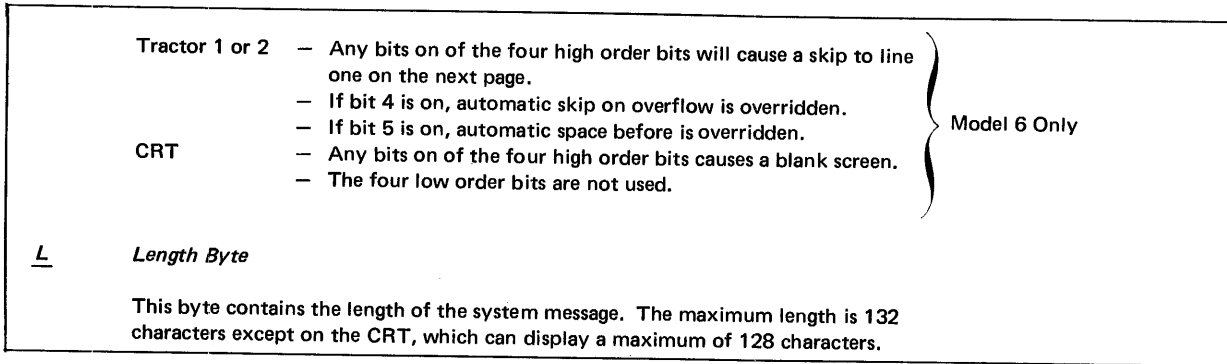 Tractor 1 or 2 — Any bits on of the four high order bits will cause a skip to line
one on the next page.
— If bit 4 is on, automatic skip on overflow is overridden.
— If bit 5 is on, automatic space before is overridden.
Model 6 Only
CRT — Any bits on of the four high order bits causes a blank screen.
— The four low order bits are not used.
L Length Byte
This byte contains the length of the system message. The maximum length is 132
characters except on the CRT, which can display a maximum of 128 characters.